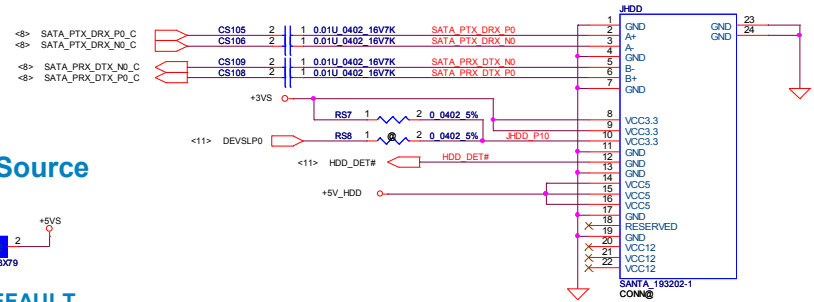 JHDD
<8> SATA_PTX_DRX_P0_C CS105 2 1 0.01U_0402_16V7K SATA_PTX_DRX_P0
<8> SATA_PTX_DRX_N0_C CS106 2 1 0.01U_0402_16V7K SATA_PTX_DRX_N0
<8> SATA_PRX_DTX_N0_C CS109 2 1 0.01U_0402_16V7K SATA_PRX_DTX_N0
<8> SATA_PRX_DTX_P0_C CS108 2 1 0.01U_0402_16V7K SATA_PRX_DTX_P0
1 GND GND 23
2 A+ GND 24
3 A-
4 GND
5 B-
6 B+
7 GND
+3VS
RS7 1 2 0_0402_5%
<11> DEVSLP0 RS8 1 @ 2 0_0402_5% JHDD_P10
<11> HDD_DET# HDD_DET#
+5V_HDD
8 VCC3.3
9 VCC3.3
10 VCC3.3
11 GND
12 GND
13 GND
14 VCC5
15 VCC5
16 VCC5
17 GND
18 RESERVED
19 GND
20 VCC12
21 VCC12
22 VCC12
SANTA_193202-1
CONN@
Source
+5VS
2